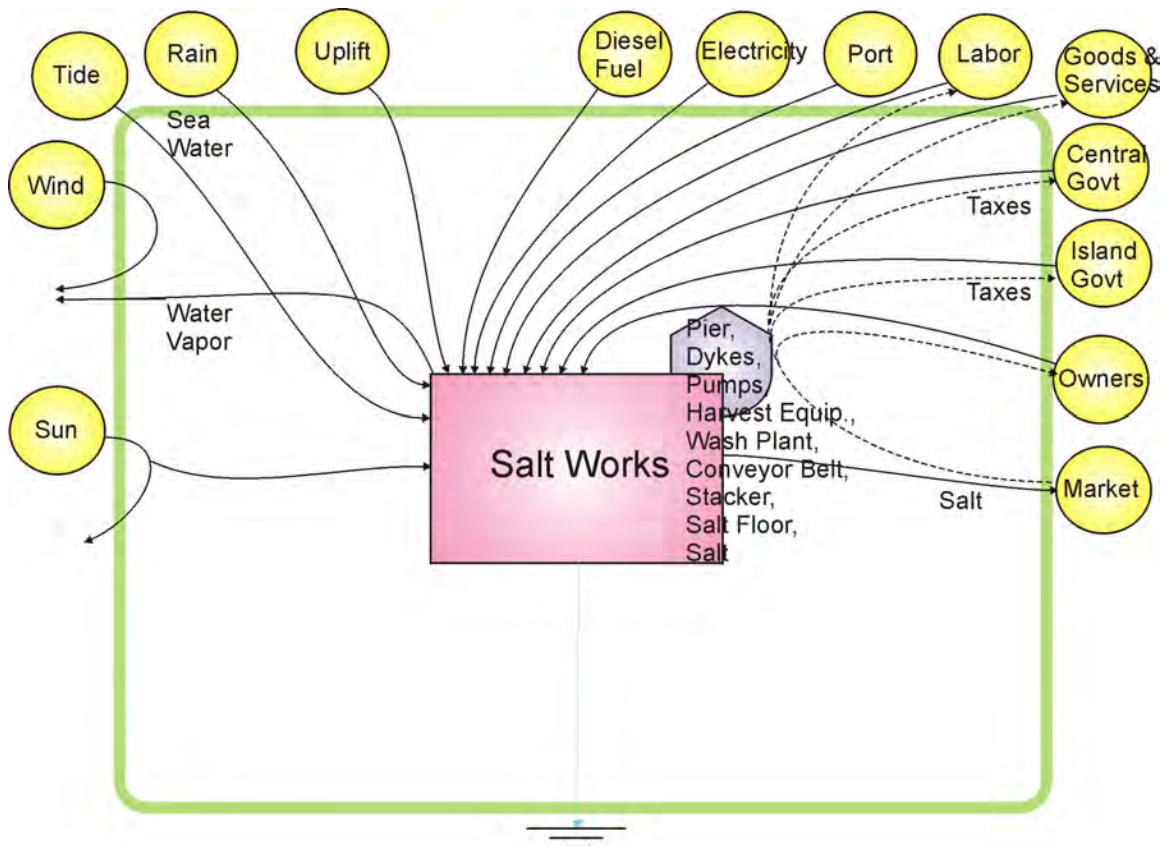 Tide
Rain
Uplift
Diesel
Fuel
Electricity
Port
Labor
Goods &
Services
Sea
Water
Wind
Central
Govt
Taxes
Island
Govt
Taxes
Water
Vapor
Pier,
Dykes,
Pumps,
Harvest Equip.,
Wash Plant,
Conveyor Belt,
Stacker,
Salt Floor,
Salt
Owners
Sun
Salt Works
Market
Salt